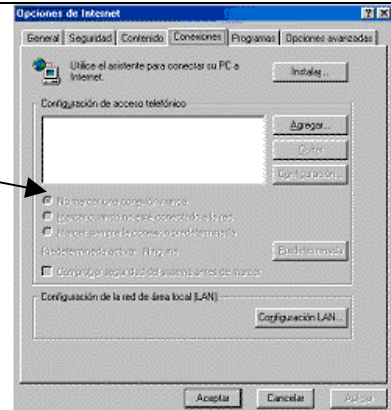 Opciones de Internet
General Seguridad Contenido Conexiones Programas Opciones avanzadas
Utilice el asistente para conectar su PC a
Internet.
Instalar...
Configuración de acceso telefónico
Agregar...
Quitar
Configuración...
No marcar una conexión nunca
Marcar cuando no esté conectado a la red
Marcar siempre la conexión predeterminada
Predeterminada actual: Ninguna
Predeterminada
Comprobar seguridad del sistema antes de marcar
Configuración de la red de área local (LAN)
Configuración LAN...
Aceptar Cancelar Aplicar